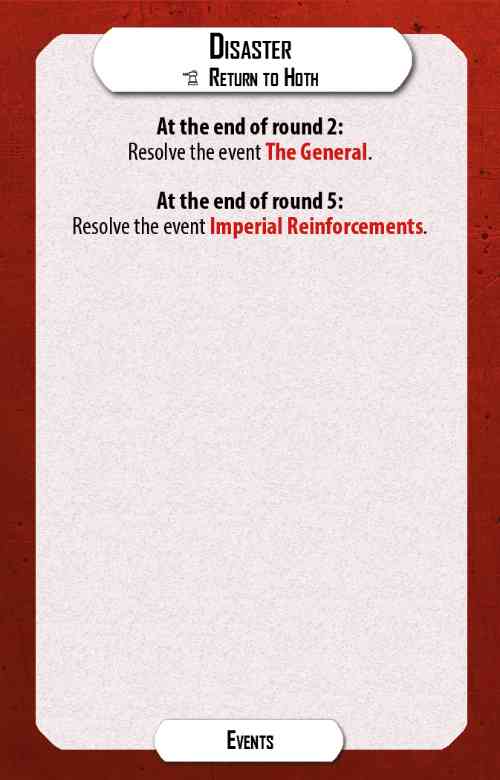 Disaster
Return to Hoth
At the end of round 2:
Resolve the event The General.
At the end of round 5:
Resolve the event Imperial Reinforcements.
Events